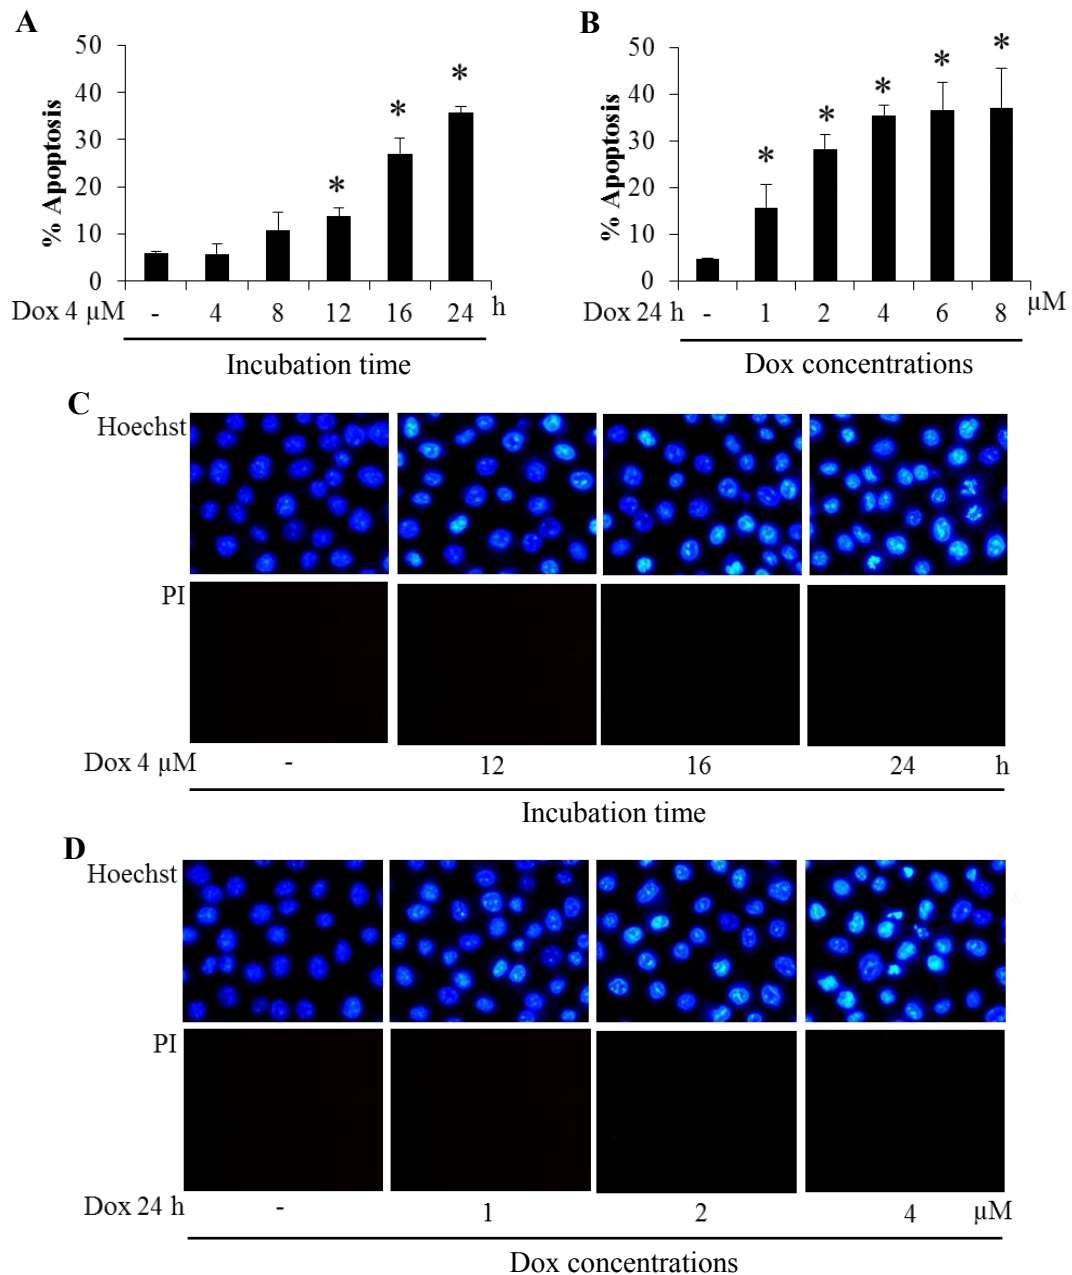 A
B
50
40
30
20
10
0
% Apoptosis
* * * *
Dox 4 µM - 4 8 12 16 24 h
Incubation time
50
40
30
20
10
0
% Apoptosis
* * * * *
Dox 24 h - 1 2 4 6 8 µM
Dox concentrations
C
Hoechst
PI
Dox 4 µM - 12 16 24 h
Incubation time
D
Hoechst
PI
Dox 24 h - 1 2 4 µM
Dox concentrations